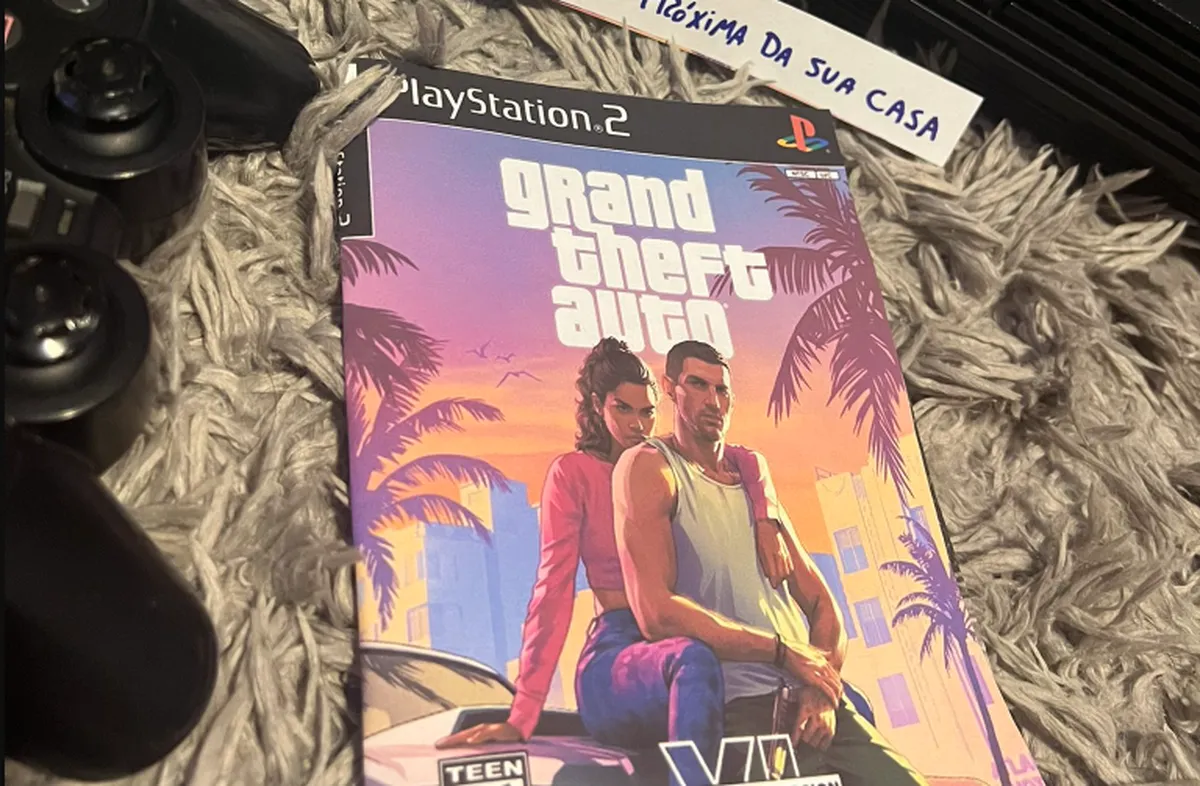 PRÓXIMA DA SUA CASA
PlayStation®2
grand
theft
auto
VI
TEEN